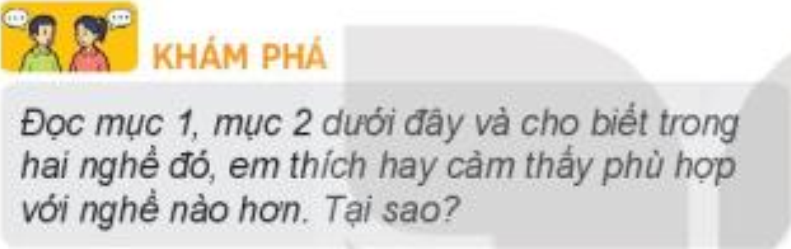 KHÁM PHÁ
Đọc mục 1, mục 2 dưới đây và cho biết trong
hai nghề đó, em thích hay cảm thấy phù hợp
với nghề nào hơn. Tại sao?